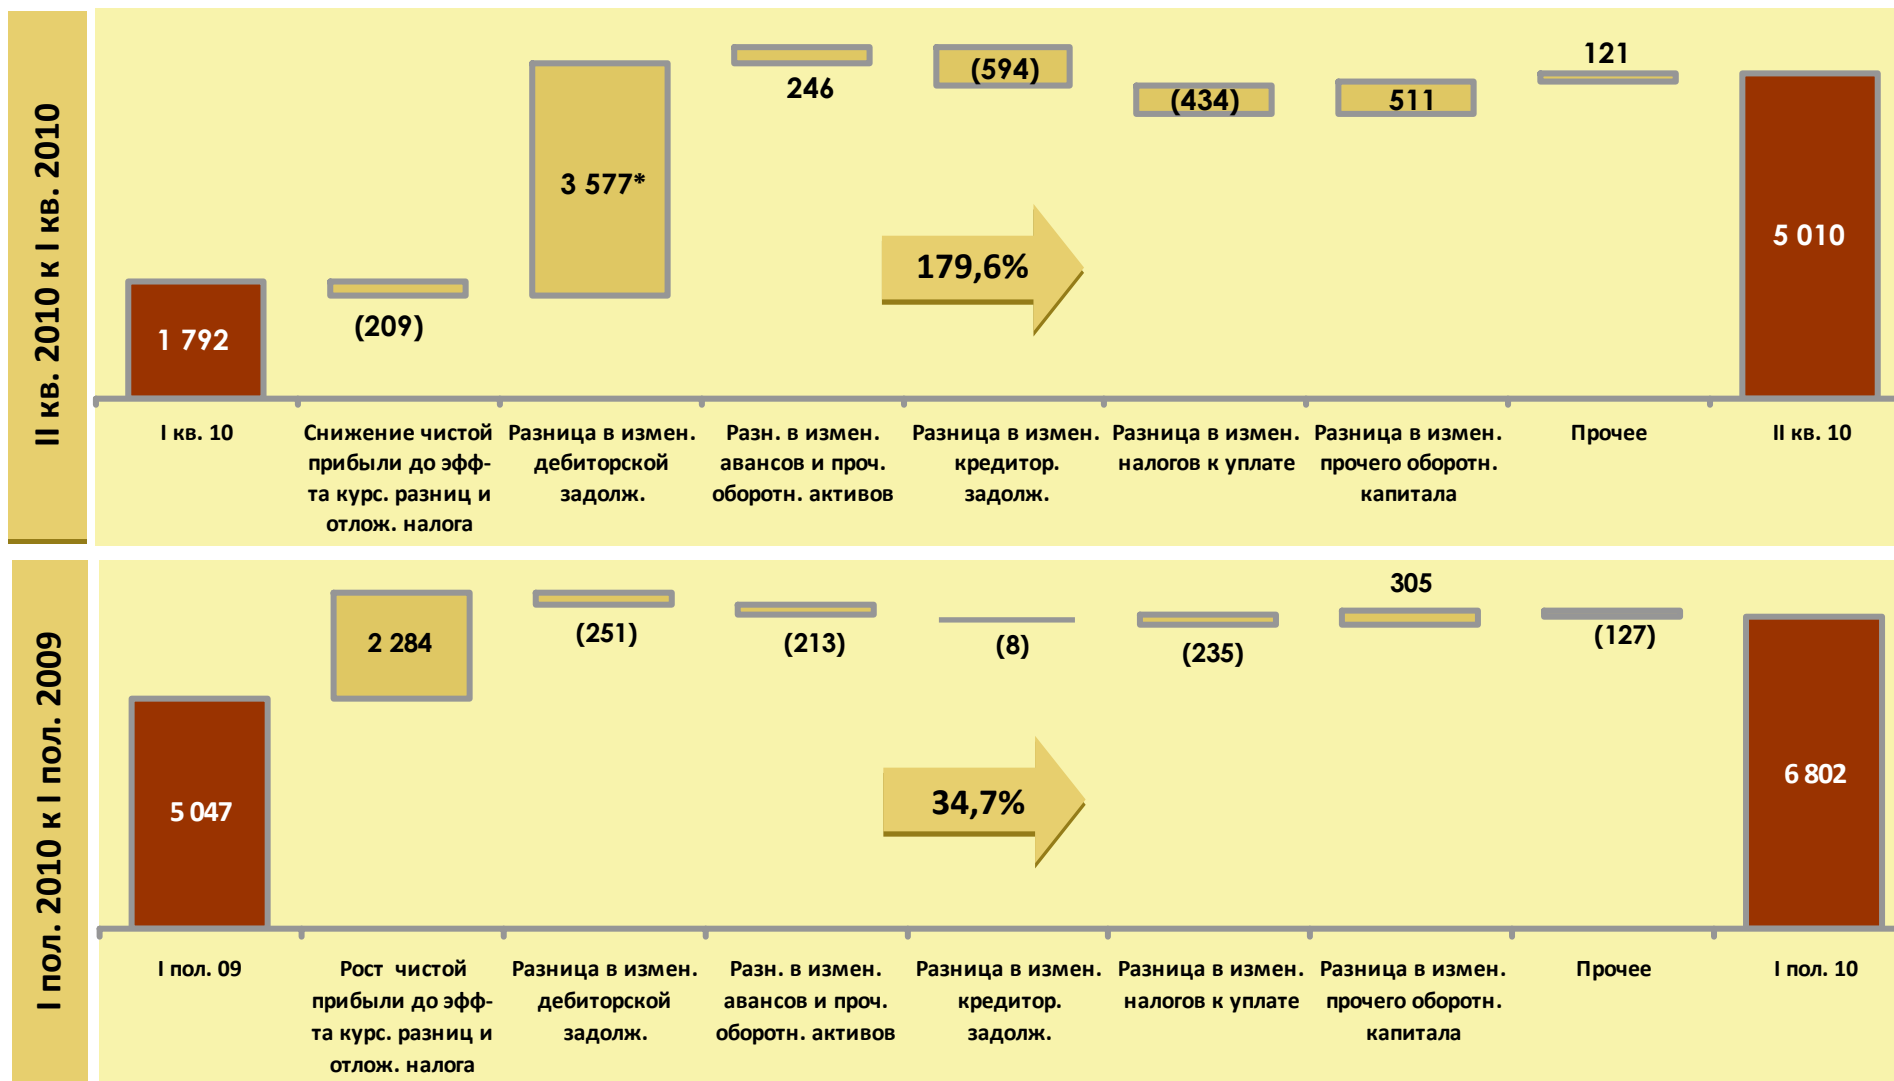 II кв. 2010 к I кв. 2010
246
(594)
(434)
511
121
3 577*
179,6%
5 010
1 792
(209)
I кв. 10
Снижение чистой
прибыли до эфф-
та курс. разниц и
отлож. налога
Разница в измен.
дебиторской
задолж.
Разн. в измен.
авансов и проч.
оборотн. активов
Разница в измен.
кредитор.
задолж.
Разница в измен.
налогов к уплате
Разница в измен.
прочего оборотн.
капитала
Прочее
II кв. 10
I пол. 2010 к I пол. 2009
5 047
2 284
(251)
(213)
(8)
(235)
305
(127)
34,7%
6 802
I пол. 09
Рост чистой
прибыли до эфф-
та курс. разниц и
отлож. налога
Разница в измен.
дебиторской
задолж.
Разн. в измен.
авансов и проч.
оборотн. активов
Разница в измен.
кредитор.
задолж.
Разница в измен.
налогов к уплате
Разница в измен.
прочего оборотн.
капитала
Прочее
I пол. 10